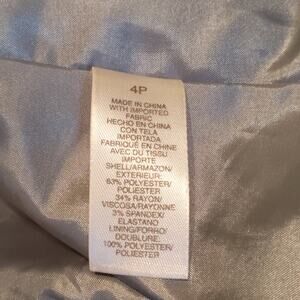 4P
MADE IN CHINA
WITH IMPORTED
FABRIC
HECHO EN CHINA
CON TELA
IMPORTADA
FABRIQUÉ EN CHINE
AVEC DU TISSU
IMPORTE
SHELL/ARMAZON/
EXTERIEUR:
63% POLYESTER/
POLIESTER
34% RAYON/
VISCOSA/RAYONNE
3% SPANDEX/
ELASTANO
LINING/FORRO/
DOUBLURE:
100% POLYESTER/
POLIESTER